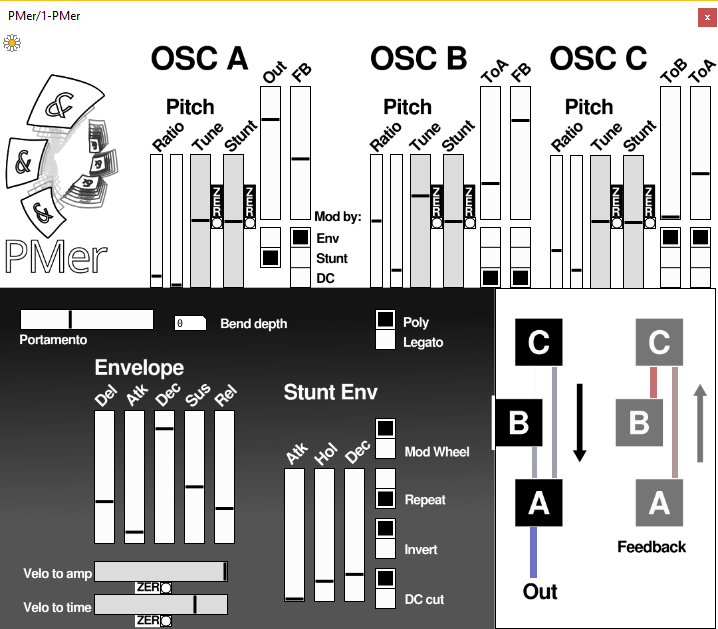 PMer/1-PMer
x
OSC A
OSC B
OSC C
Out
FB
ToA
FB
ToB
ToA
Pitch
Pitch
Pitch
Ratio
Tune
Stunt
Ratio
Tune
Stunt
Ratio
Tune
Stunt
ZERO
ZERO
ZERO
ZERO
ZERO
ZERO
&
&
&
PMer
Mod by:
Env
Stunt
DC
Portamento
0
Bend depth
Poly
Legato
Envelope
Del
Atk
Dec
Sus
Rel
Stunt Env
Atk
Hol
Dec
Mod Wheel
Repeat
Invert
DC cut
Velo to amp
ZERO
Velo to time
ZERO
C
C
B
B
A
A
Feedback
Out